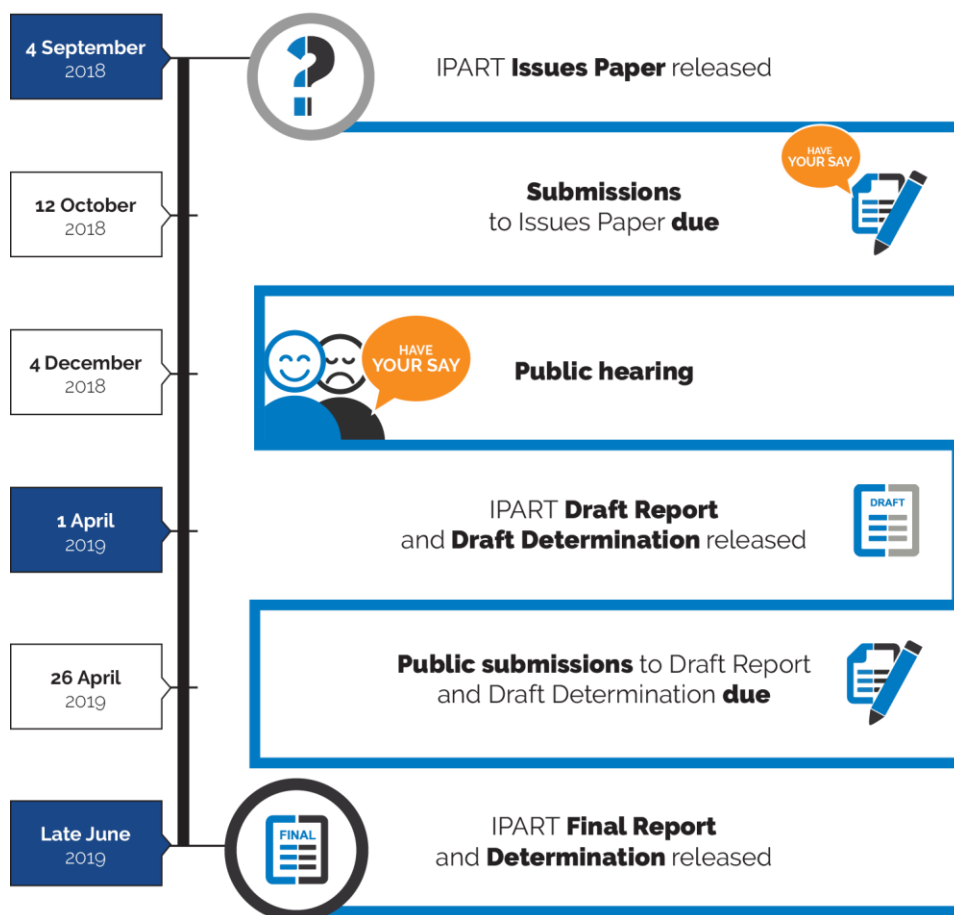 4 September
2018
IPART Issues Paper released
12 October
2018
HAVE
YOUR SAY
Submissions
to Issues Paper due
4 December
2018
HAVE
YOUR SAY
Public hearing
1 April
2019
IPART Draft Report
and Draft Determination released
DRAFT
26 April
2019
Public submissions to Draft Report
and Draft Determination due
Late June
2019
FINAL
IPART Final Report
and Determination released